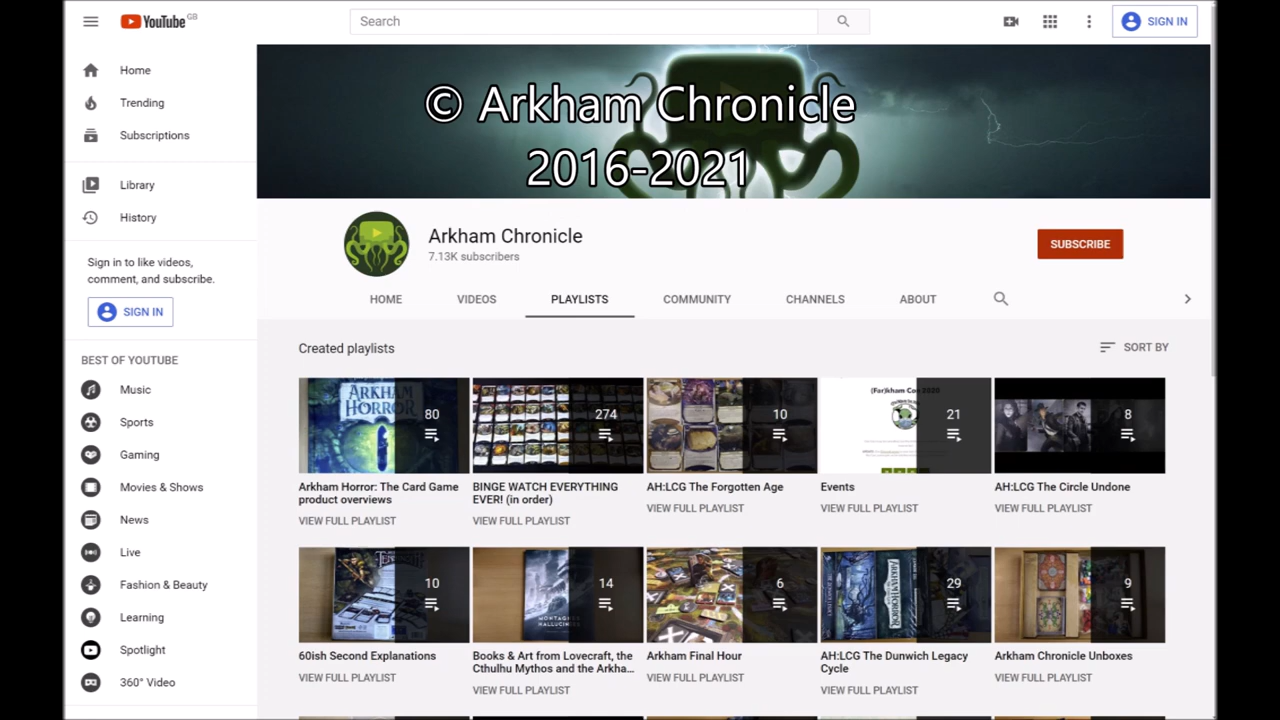 YouTube GB
Search
SIGN IN
Home
Trending
Subscriptions
Library
History
Sign in to like videos,
comment, and subscribe.
SIGN IN
BEST OF YOUTUBE
Music
Sports
Gaming
Movies & Shows
News
Live
Fashion & Beauty
Learning
Spotlight
360° Video
© Arkham Chronicle
2016-2021
Arkham Chronicle
7.13K subscribers
SUBSCRIBE
HOME VIDEOS PLAYLISTS COMMUNITY CHANNELS ABOUT
Created playlists
SORT BY
ARKHAM
HORROR
80
274
10
(For)kham Con 2020
21
8
Arkham Horror: The Card Game
product overviews
VIEW FULL PLAYLIST
BINGE WATCH EVERYTHING
EVER! (in order)
VIEW FULL PLAYLIST
AH:LCG The Forgotten Age
VIEW FULL PLAYLIST
Events
VIEW FULL PLAYLIST
AH:LCG The Circle Undone
VIEW FULL PLAYLIST
10
14
6
ARKHAM HORROR
29
9
60ish Second Explanations
VIEW FULL PLAYLIST
Books & Art from Lovecraft, the
Cthulhu Mythos and the Arkha...
VIEW FULL PLAYLIST
Arkham Final Hour
VIEW FULL PLAYLIST
AH:LCG The Dunwich Legacy
Cycle
VIEW FULL PLAYLIST
Arkham Chronicle Unboxes
VIEW FULL PLAYLIST